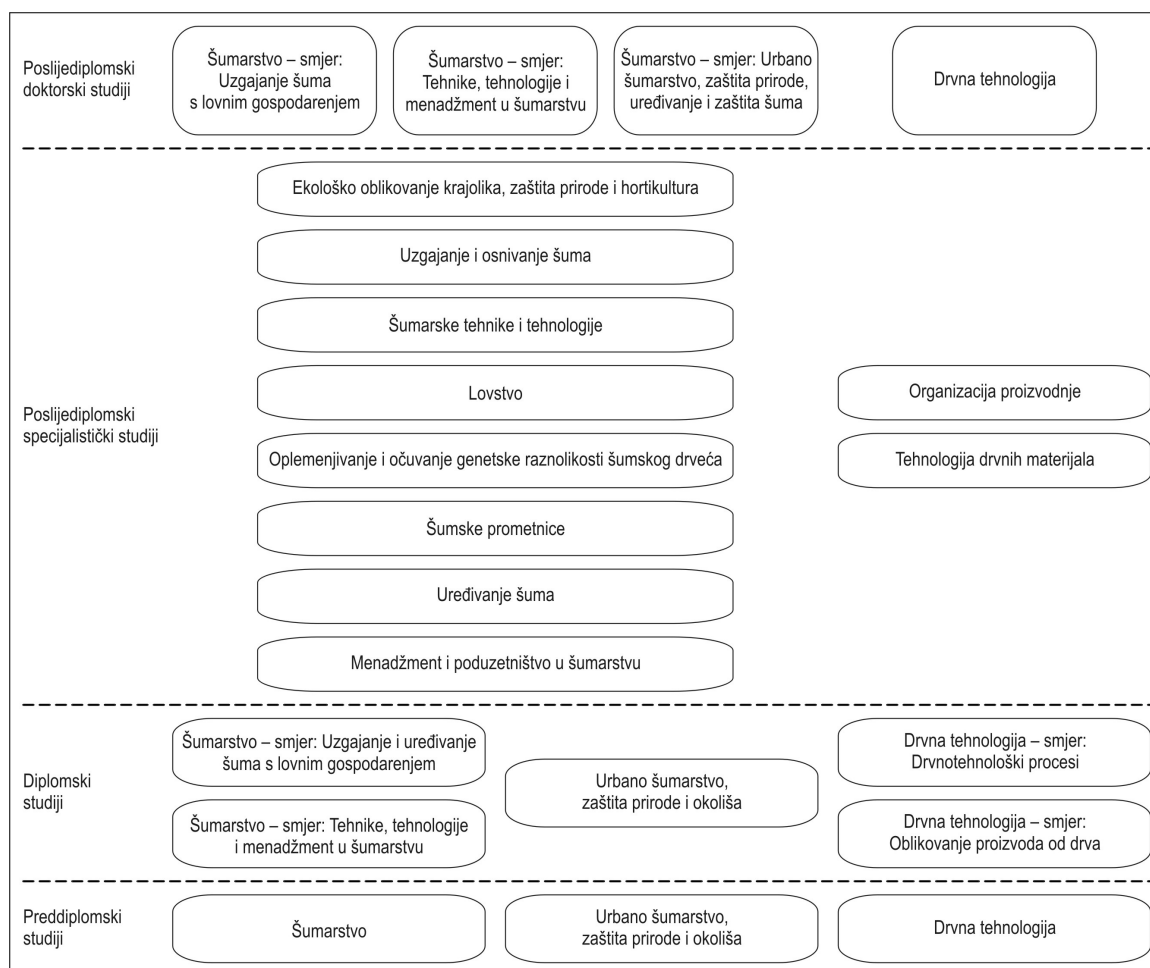 Poslijediplomski
doktorski studiji
Šumarstvo – smjer:
Uzgajanje šuma
s lovnim gospodarenjem
Šumarstvo – smjer:
Tehnike, tehnologije i
menadžment u šumarstvu
Šumarstvo – smjer: Urbano
šumarstvo, zaštita prirode,
uređivanje i zaštita šuma
Drvna tehnologija
Poslijediplomski
specijalistički studiji
Ekološko oblikovanje krajolika, zaštita prirode i hortikultura
Uzgajanje i osnivanje šuma
Šumarske tehnike i tehnologije
Lovstvo
Oplemenjivanje i očuvanje genetske raznolikosti šumskog drveća
Šumske prometnice
Uređivanje šuma
Menadžment i poduzetništvo u šumarstvu
Organizacija proizvodnje
Tehnologija drvnih materijala
Diplomski
studiji
Šumarstvo – smjer: Uzgajanje i uređivanje
šuma s lovnim gospodarenjem
Šumarstvo – smjer: Tehnike, tehnologije
i menadžment u šumarstvu
Urbano šumarstvo,
zaštita prirode i okoliša
Drvna tehnologija – smjer:
Drvnotehnološki procesi
Drvna tehnologija – smjer:
Oblikovanje proizvoda od drva
Preddiplomski
studiji
Šumarstvo
Urbano šumarstvo,
zaštita prirode i okoliša
Drvna tehnologija